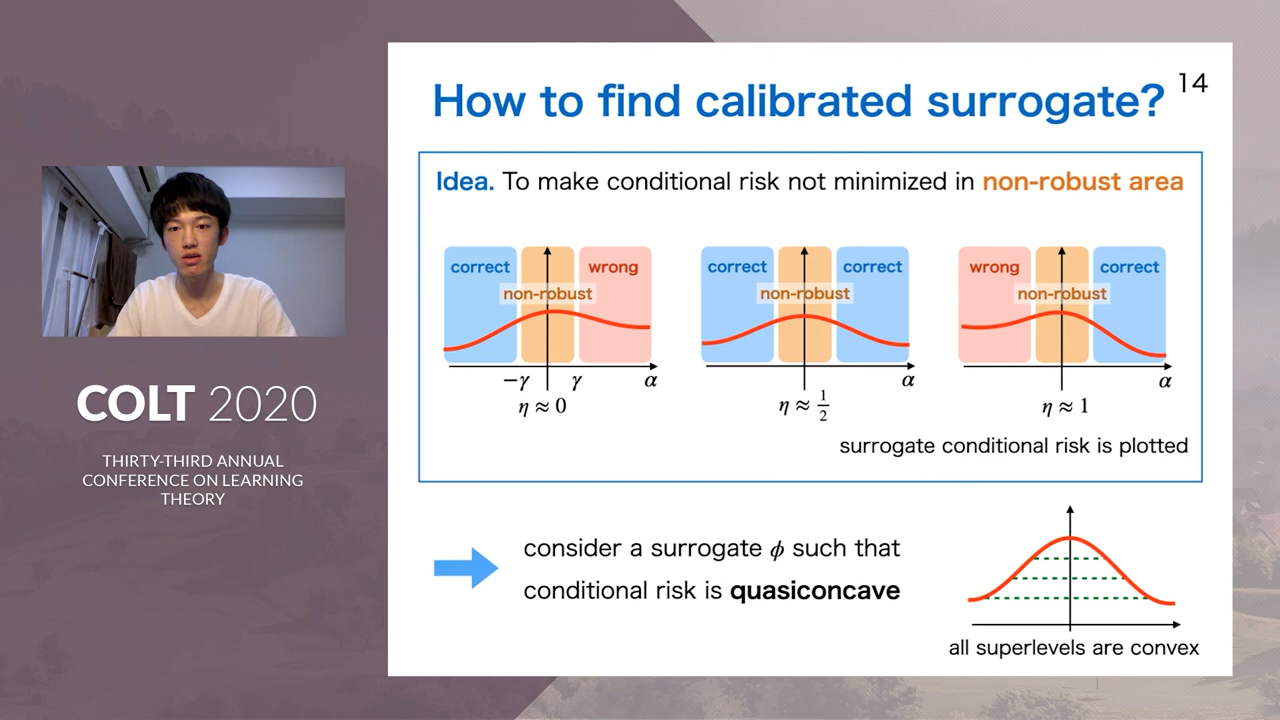 How to find calibrated surrogate?
14
Idea. To make conditional risk not minimized in non-robust area
correct
wrong
non-robust
−γ
γ
α
η ≈ 0
correct
correct
non-robust
α
η ≈ 1/2
wrong
correct
non-robust
α
η ≈ 1
surrogate conditional risk is plotted
consider a surrogate ϕ such that
conditional risk is quasiconcave
all superlevels are convex
COLT 2020
THIRTY-THIRD ANNUAL
CONFERENCE ON LEARNING
THEORY